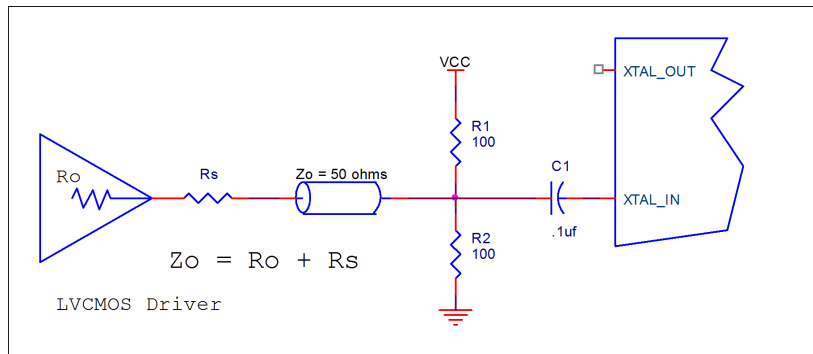 VCC
XTAL_OUT
R1
100
C1
Ro
Rs
Zo = 50 ohms
XTAL_IN
.1uf
R2
100
Zo = Ro + Rs
LVCMOS Driver